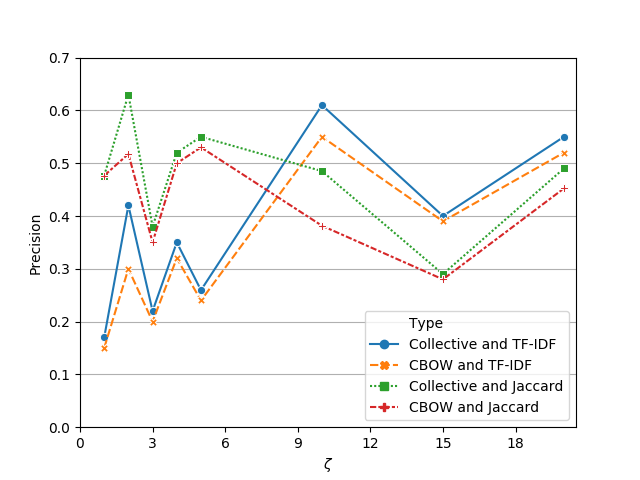 0.7
0.6
0.5
0.4
0.3
0.2
0.1
0.0
Precision
0 3 6 9 12 15 18
ζ
Type
Collective and TF-IDF
CBOW and TF-IDF
Collective and Jaccard
CBOW and Jaccard